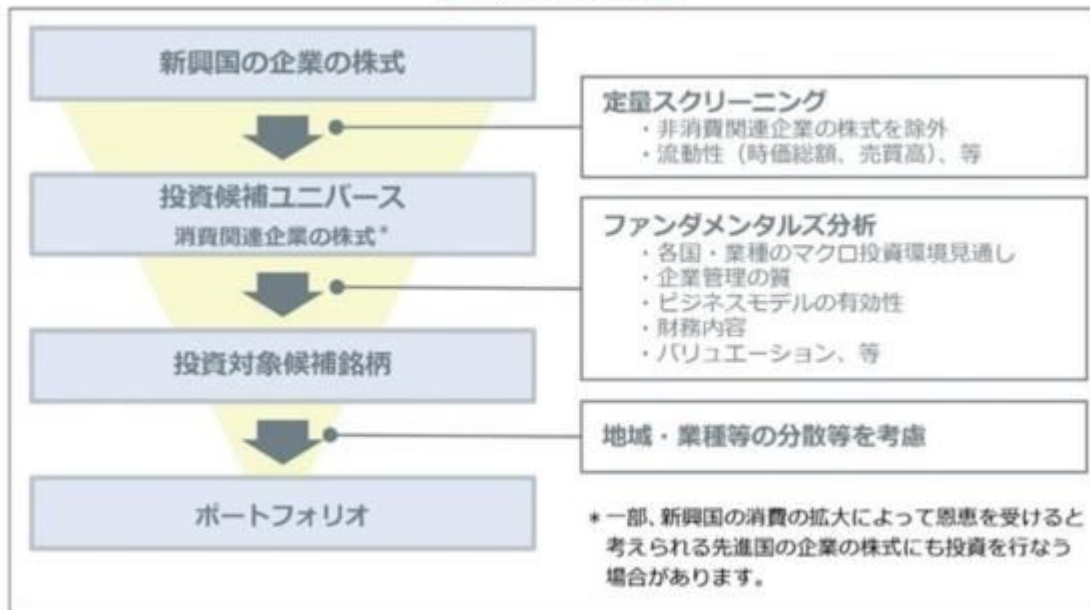 新興国の企業の株式
定量スクリーニング
・非消費関連企業の株式を除外
・流動性（時価総額、売買高）、等
投資候補ユニバース
消費関連企業の株式*
ファンダメンタルズ分析
・各国・業種のマクロ投資環境見通し
・企業管理の質
・ビジネスモデルの有効性
・財務内容
・バリュエーション、等
投資対象候補銘柄
地域・業種等の分散等を考慮
ポートフォリオ
*一部、新興国の消費の拡大によって恩恵を受けると
考えられる先進国の企業の株式にも投資を行なう
場合があります。